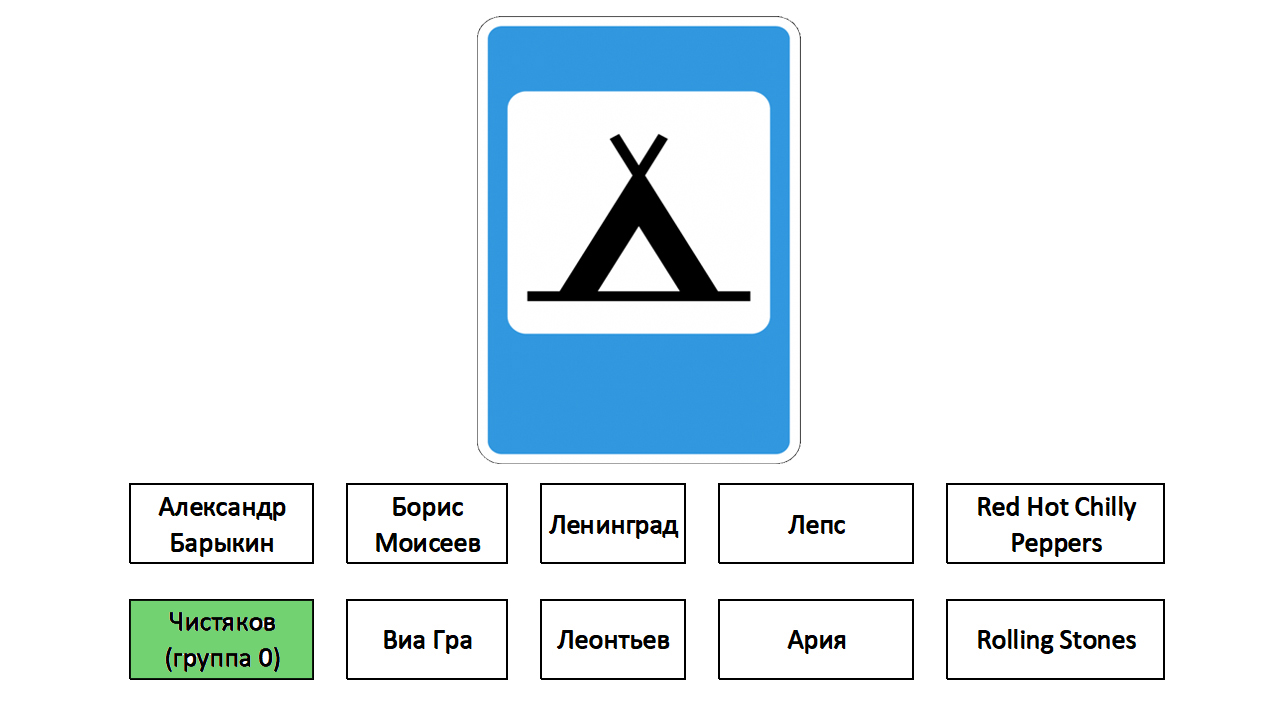 Александр
Барыкин
Борис
Моисеев
Ленинград
Лепс
Red Hot Chilly
Peppers
Чистяков
(группа 0)
Виа Гра
Леонтьев
Ария
Rolling Stones